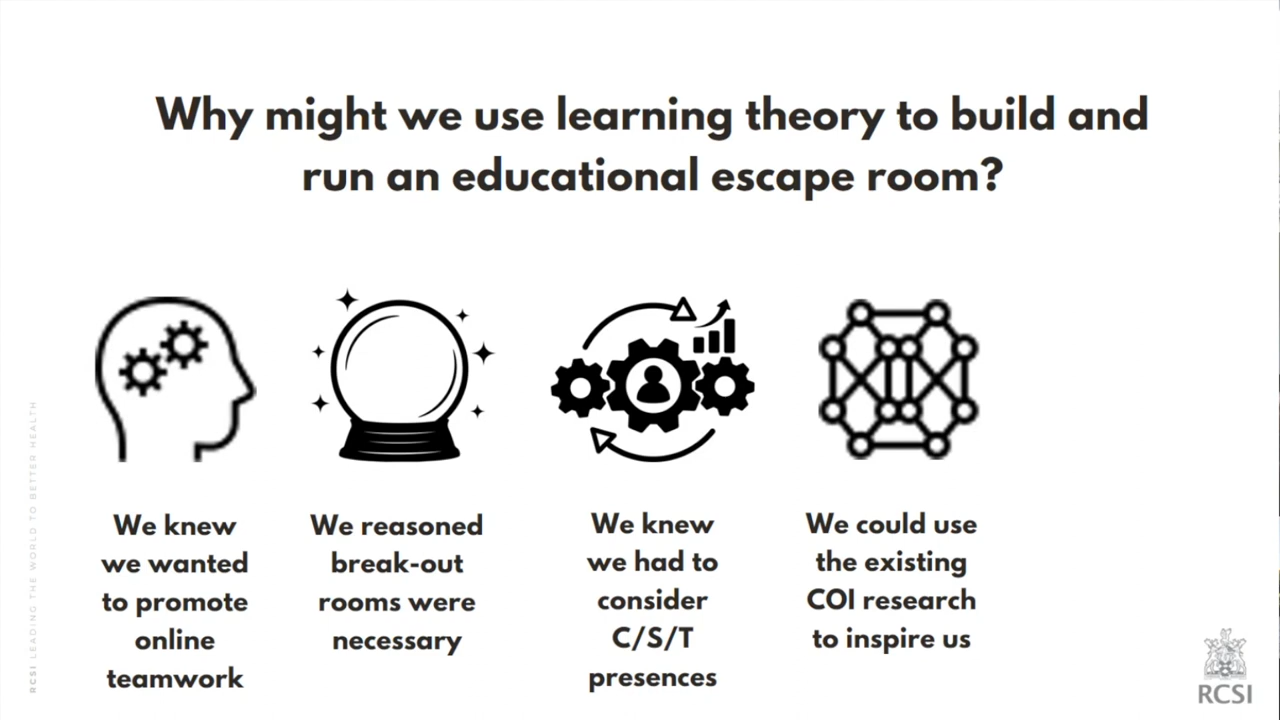 Why might we use learning theory to build and
run an educational escape room?
We knew
we wanted
to promote
online
teamwork
We reasoned
break-out
rooms were
necessary
We knew
we had to
consider
C/S/T
presences
We could use
the existing
COI research
to inspire us
RCSI LEADING THE WORLD TO BETTER HEALTH
RCSI